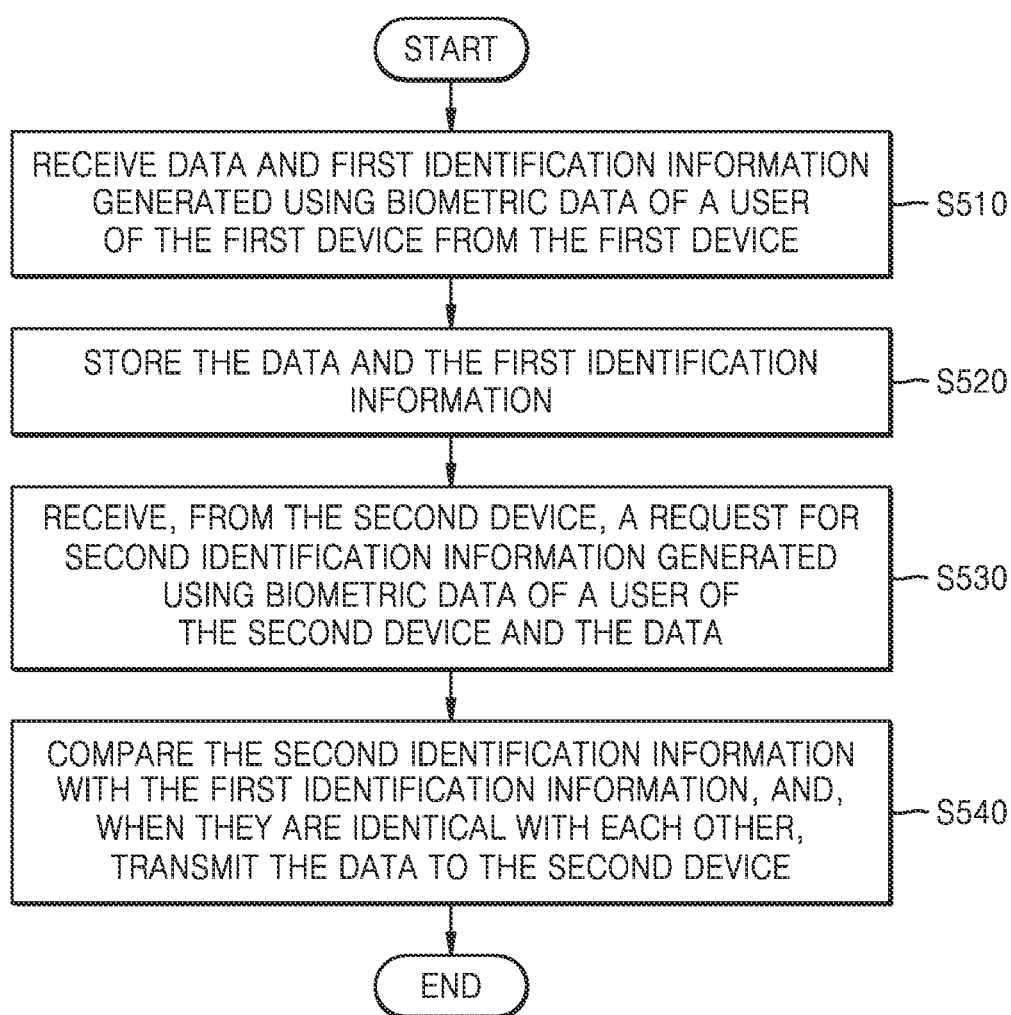 START
RECEIVE DATA AND FIRST IDENTIFICATION INFORMATION
GENERATED USING BIOMETRIC DATA OF A USER
OF THE FIRST DEVICE FROM THE FIRST DEVICE
S510
STORE THE DATA AND THE FIRST IDENTIFICATION
INFORMATION
S520
RECEIVE, FROM THE SECOND DEVICE, A REQUEST FOR
SECOND IDENTIFICATION INFORMATION GENERATED
USING BIOMETRIC DATA OF A USER OF
THE SECOND DEVICE AND THE DATA
S530
COMPARE THE SECOND IDENTIFICATION INFORMATION
WITH THE FIRST IDENTIFICATION INFORMATION, AND,
WHEN THEY ARE IDENTICAL WITH EACH OTHER,
TRANSMIT THE DATA TO THE SECOND DEVICE
S540
END